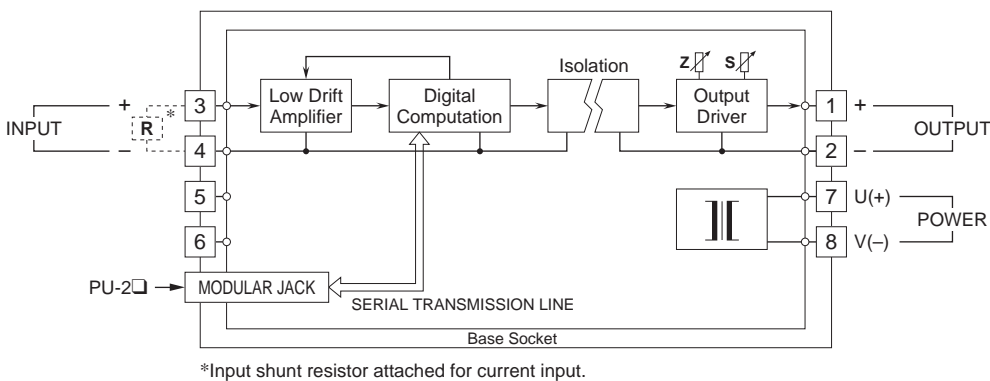 Isolation
Z
S
3
Low Drift
Amplifier
Digital
Computation
Output
Driver
1
+
+
*
R
INPUT
OUTPUT
–
4
2
–
5
7
U(+)
POWER
6
8
V(–)
PU-2❑
MODULAR JACK
SERIAL TRANSMISSION LINE
Base Socket
*Input shunt resistor attached for current input.